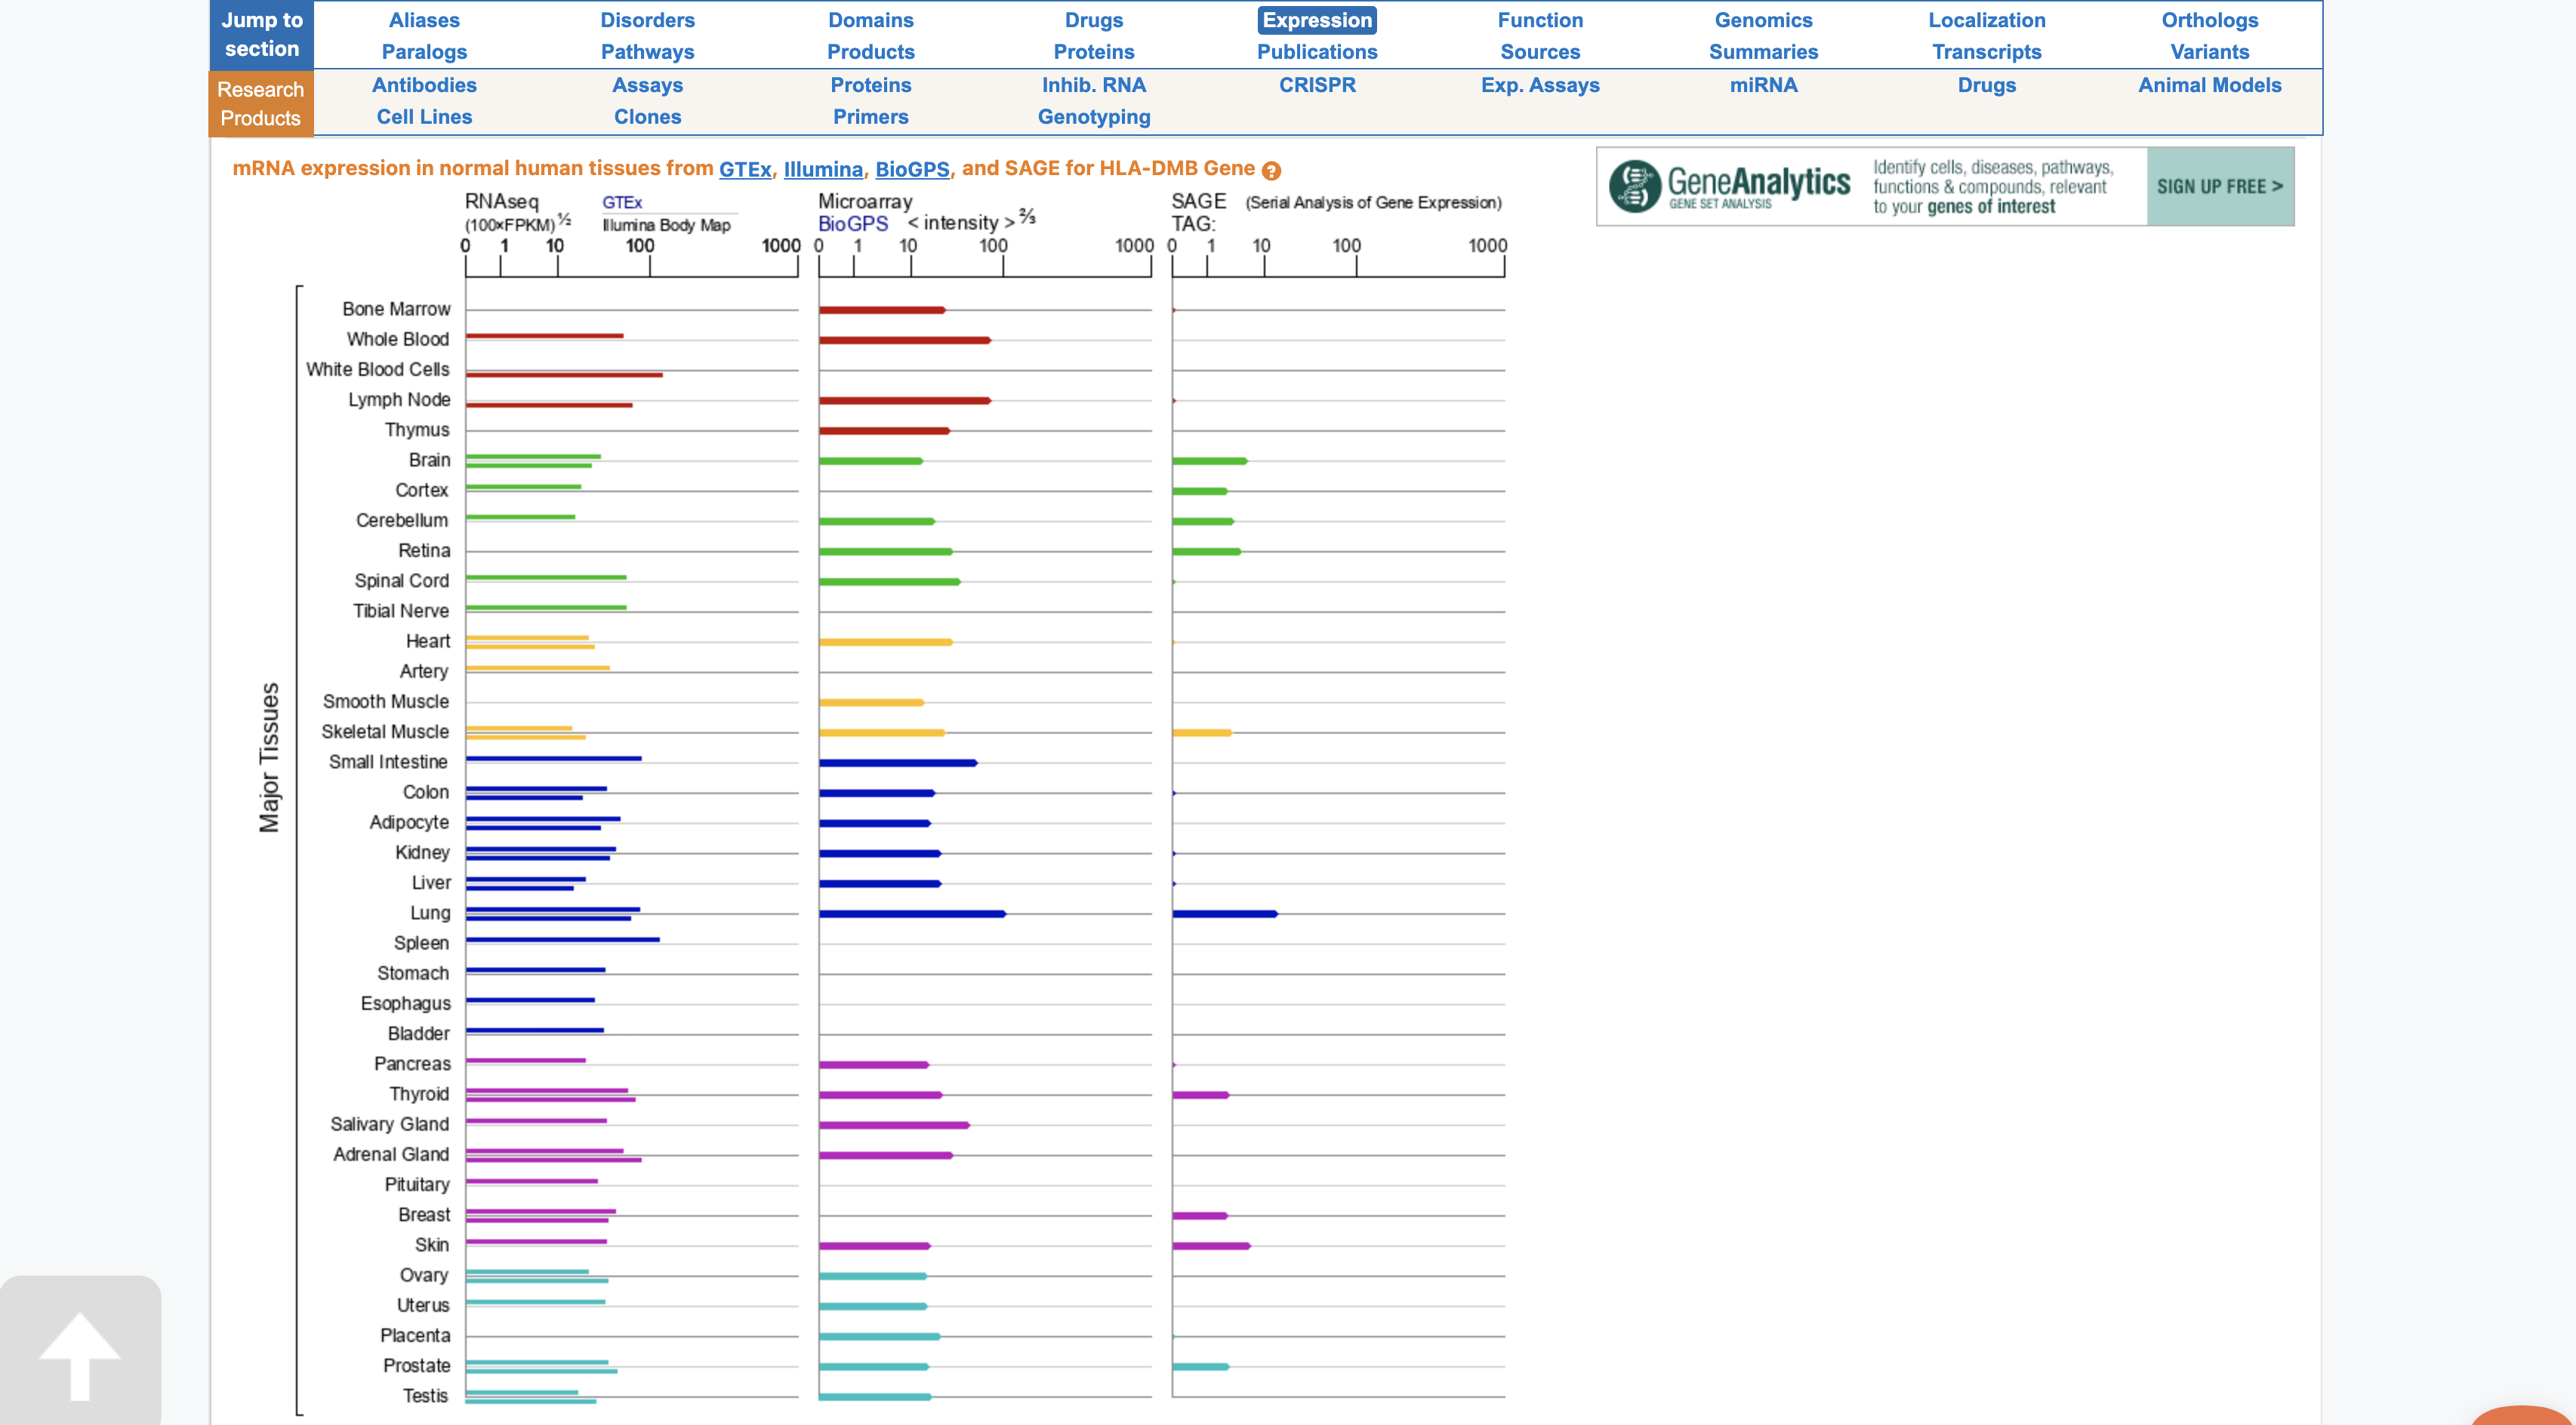 Jump to section
Aliases Disorders Domains Drugs Expression Function Genomics Localization Orthologs
Paralogs Pathways Products Proteins Publications Sources Summaries Transcripts Variants
Research Products
Antibodies Assays Proteins Inhib. RNA CRISPR Exp. Assays miRNA Drugs Animal Models
Cell Lines Clones Primers Genotyping
mRNA expression in normal human tissues from GTEx, Illumina, BioGPS, and SAGE for HLA-DMB Gene ?
GeneAnalytics
GENE SET ANALYSIS
Identify cells, diseases, pathways,
functions & compounds, relevant
to your genes of interest
SIGN UP FREE >
RNAseq GTEx
(100×FPKM)½ Illumina Body Map
0 1 10 100 1000
Microarray
BioGPS < intensity > ⅔
0 1 10 100 1000
SAGE (Serial Analysis of Gene Expression)
TAG:
0 1 10 100 1000
Major Tissues
Bone Marrow
Whole Blood
White Blood Cells
Lymph Node
Thymus
Brain
Cortex
Cerebellum
Retina
Spinal Cord
Tibial Nerve
Heart
Artery
Smooth Muscle
Skeletal Muscle
Small Intestine
Colon
Adipocyte
Kidney
Liver
Lung
Spleen
Stomach
Esophagus
Bladder
Pancreas
Thyroid
Salivary Gland
Adrenal Gland
Pituitary
Breast
Skin
Ovary
Uterus
Placenta
Prostate
Testis